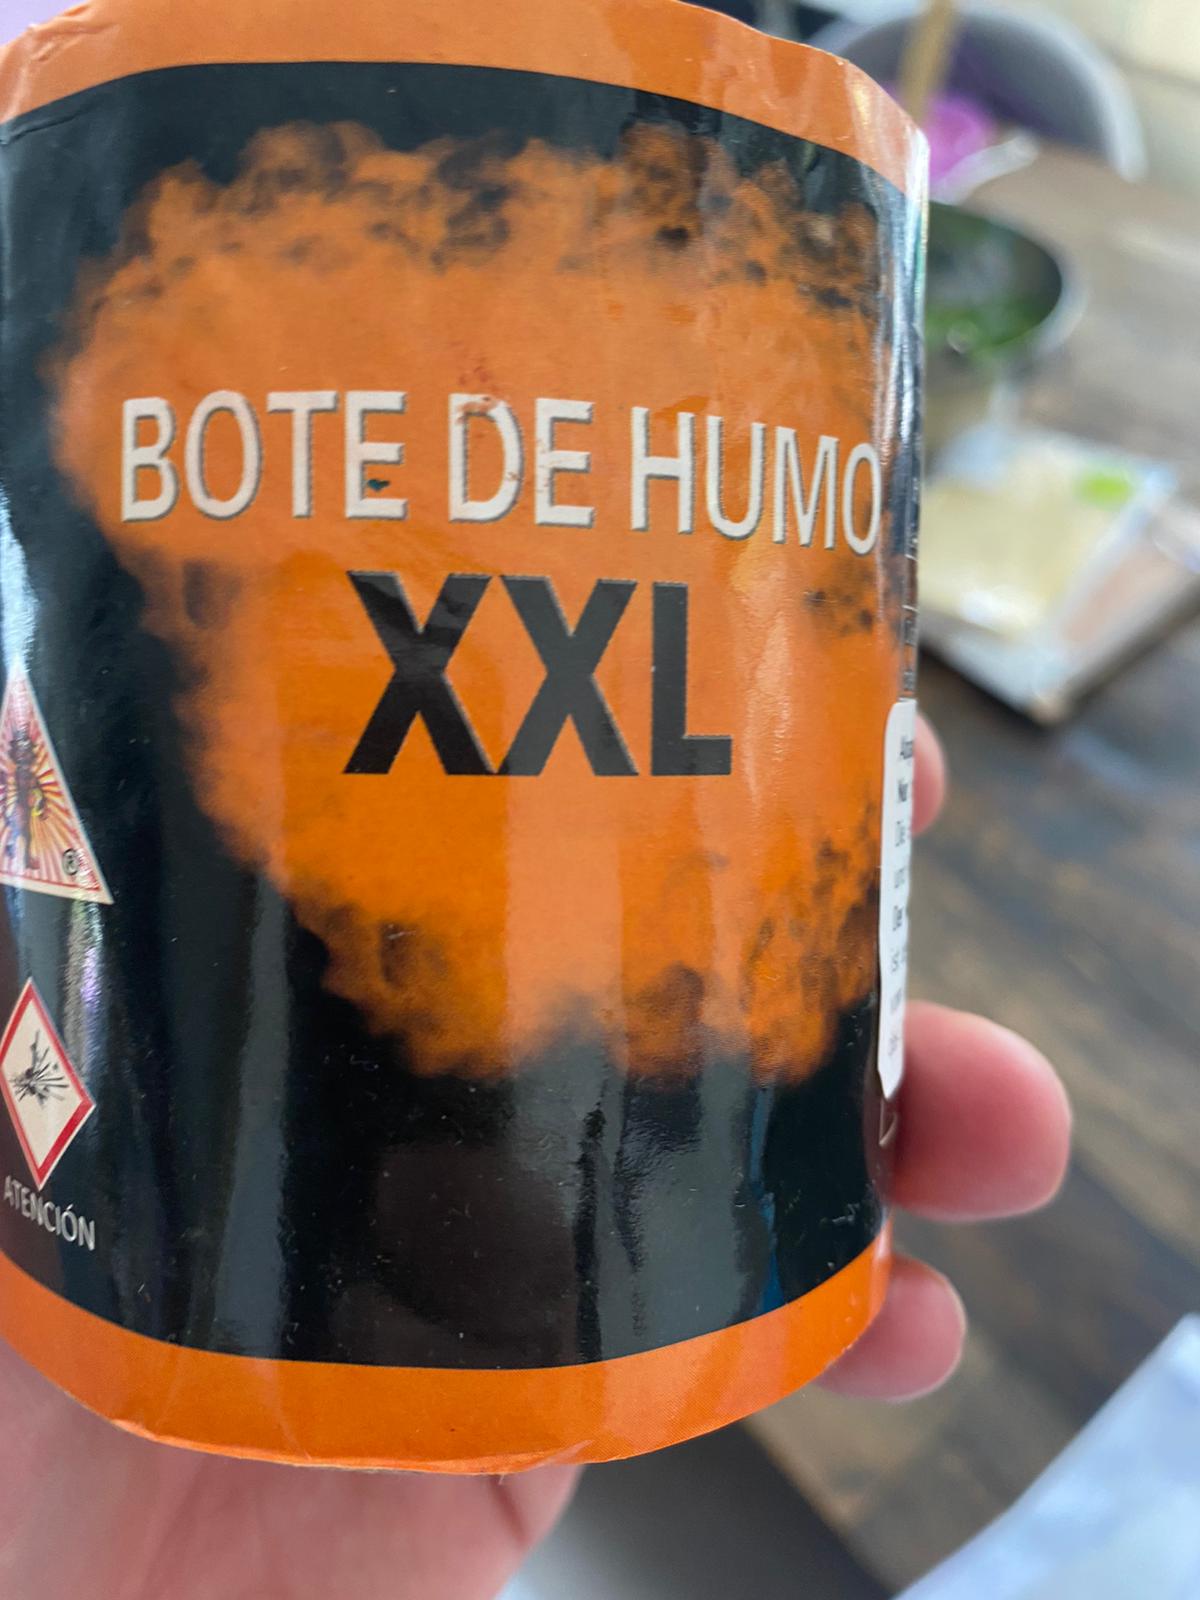 BOTE DE HUMO
XXL
®
ATENCIÓN